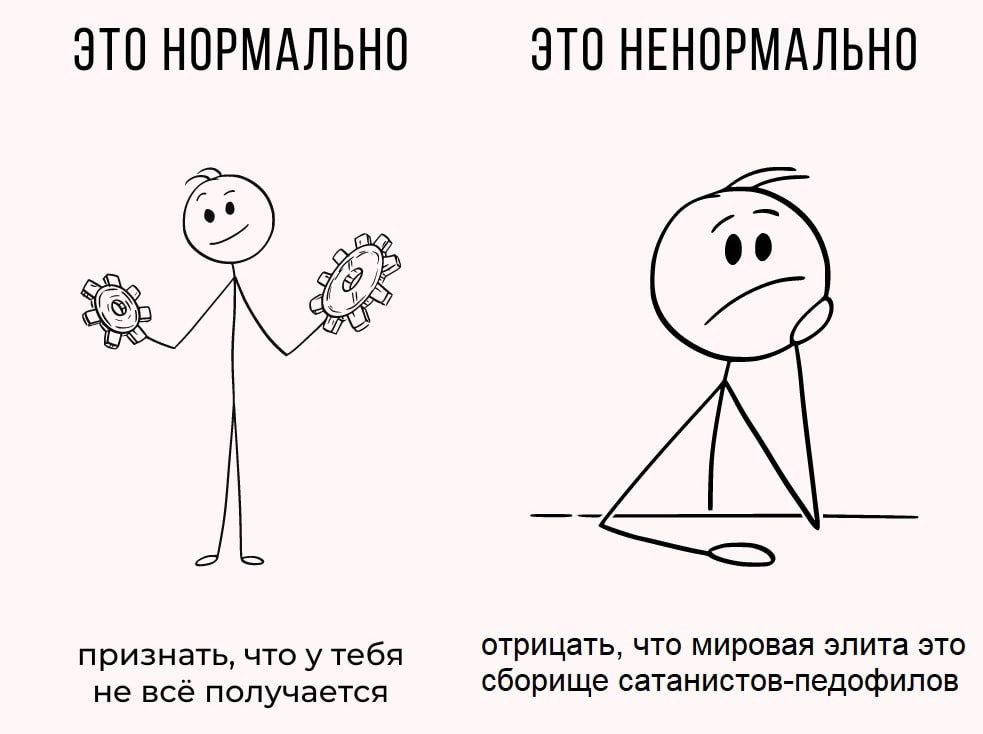 ЭТО НОРМАЛЬНО
ЭТО НЕНОРМАЛЬНО
признать, что у тебя
не всё получается
отрицать, что мировая элита это
сборище сатанистов-педофилов